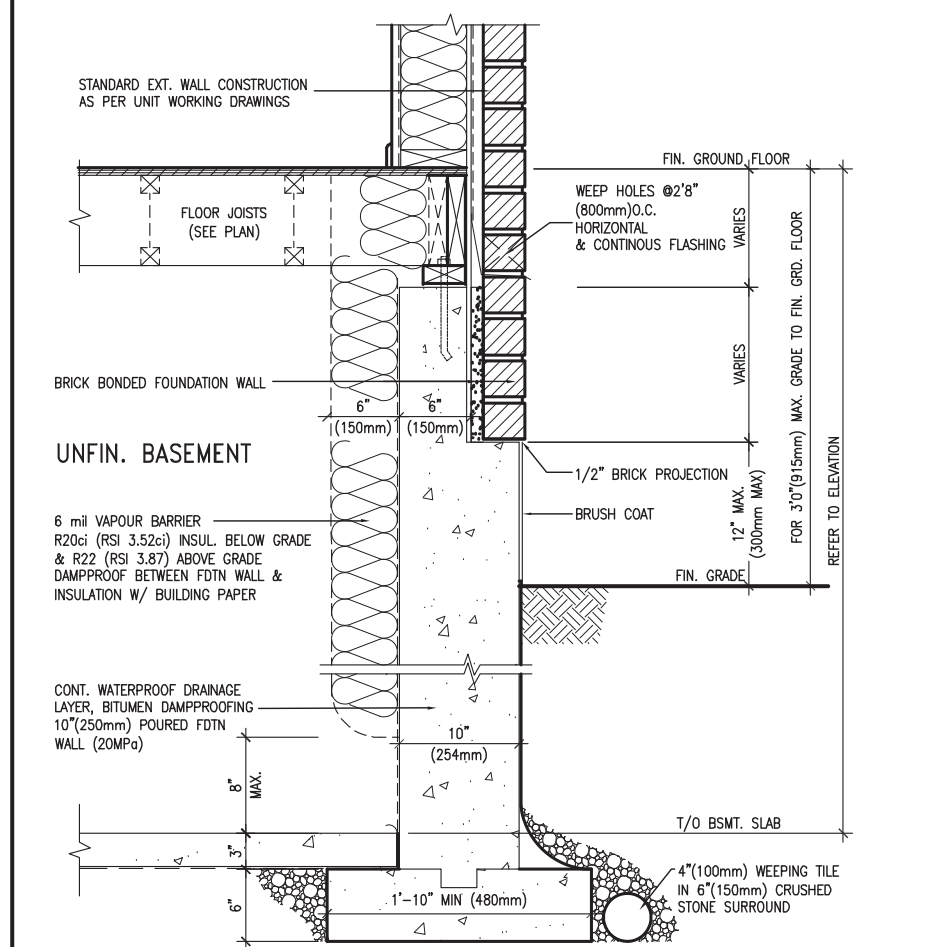 STANDARD EXT. WALL CONSTRUCTION
AS PER UNIT WORKING DRAWINGS
FIN. GROUND FLOOR
WEEP HOLES @2'8"
(800mm)O.C.
HORIZONTAL
& CONTINOUS FLASHING
VARIES
FLOOR JOISTS
(SEE PLAN)
VARIES
FOR 3'0"(915mm) MAX. GRADE TO FIN. GRD. FLOOR
REFER TO ELEVATION
BRICK BONDED FOUNDATION WALL
6"
(150mm)
6"
(150mm)
UNFIN. BASEMENT
1/2" BRICK PROJECTION
12" MAX.
(300mm MAX)
BRUSH COAT
6 mil VAPOUR BARRIER
R20ci (RSI 3.52ci) INSUL. BELOW GRADE
& R22 (RSI 3.87) ABOVE GRADE
DAMPPROOF BETWEEN FDTN WALL &
INSULATION W/ BUILDING PAPER
FIN. GRADE
CONT. WATERPROOF DRAINAGE
LAYER, BITUMEN DAMPPROOFING
10"(250mm) POURED FDTN
WALL (20MPa)
10"
(254mm)
8"
MAX.
T/O BSMT. SLAB
3"
4"(100mm) WEEPING TILE
IN 6"(150mm) CRUSHED
STONE SURROUND
6"
1'-10" MIN (480mm)